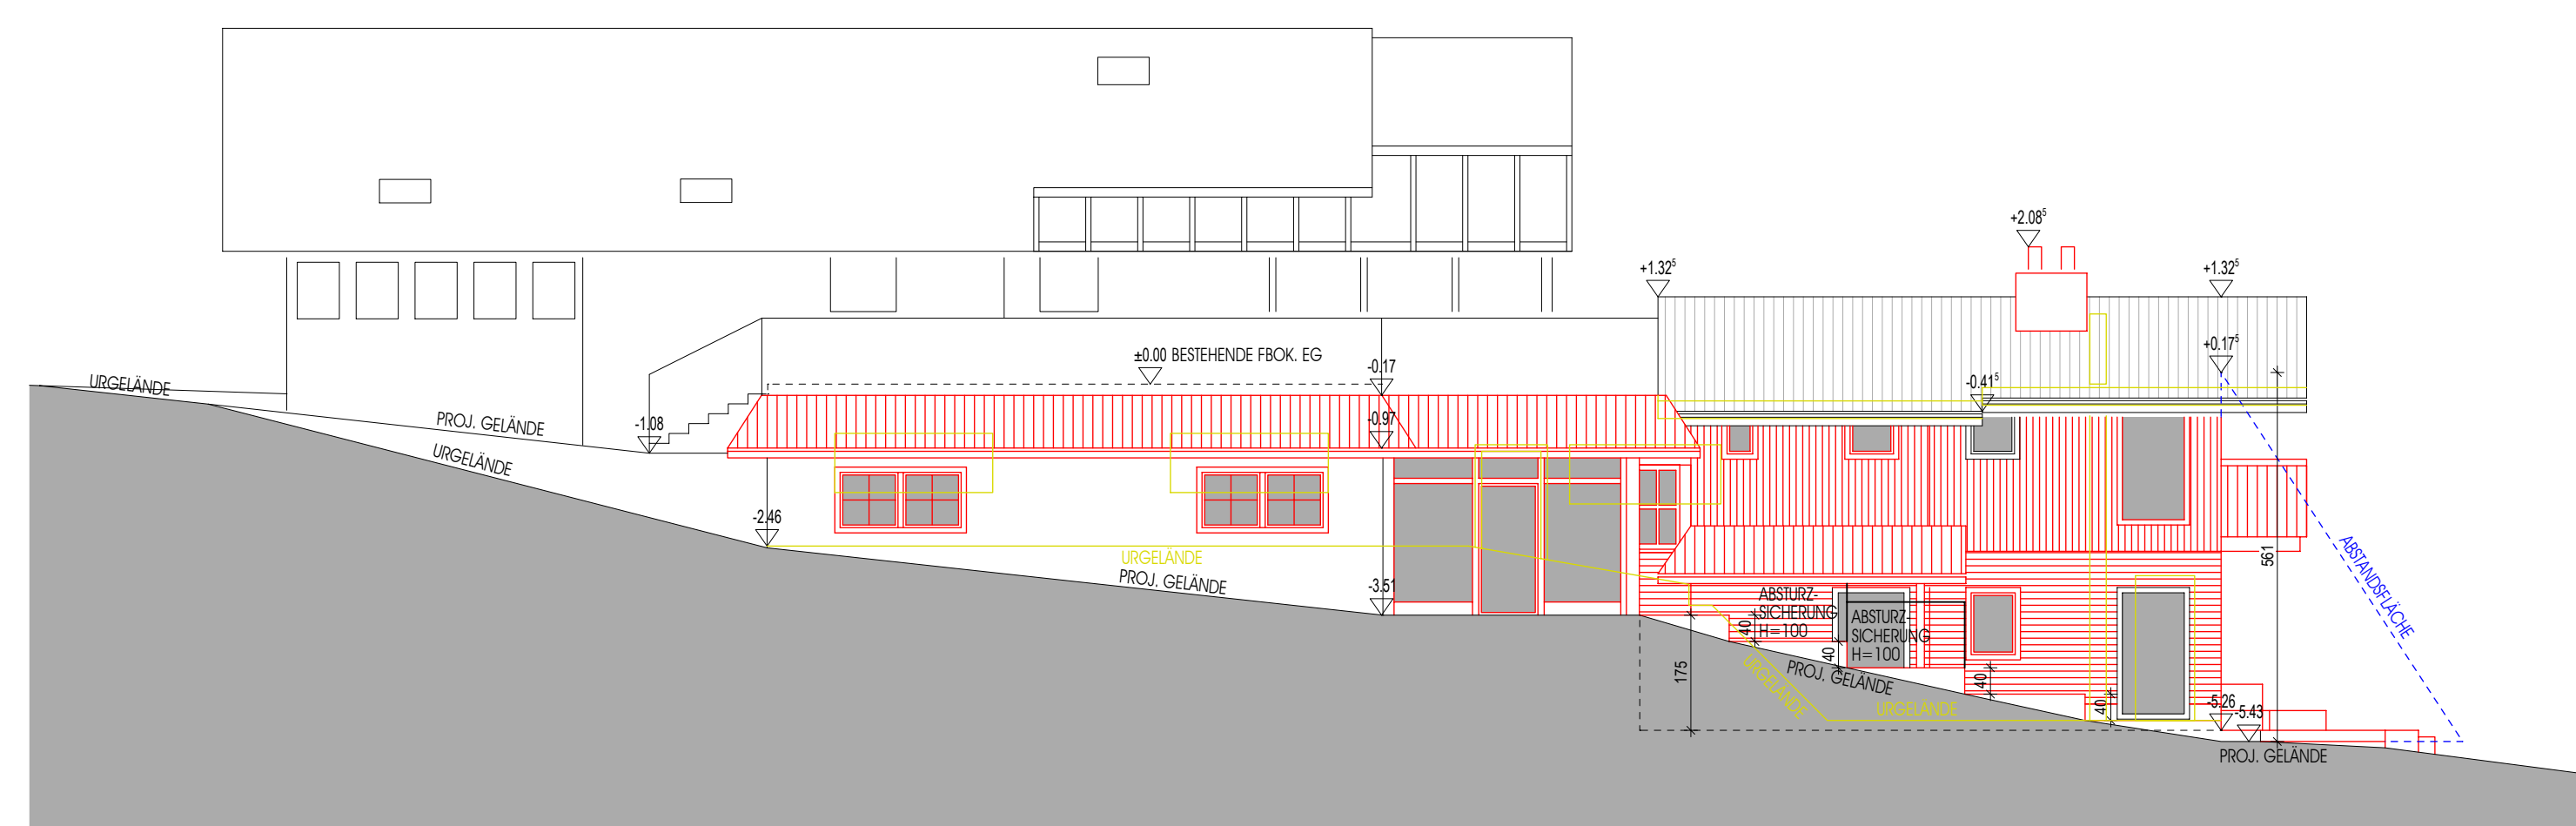 +2.08⁵
+1.32⁵
+1.32⁵
±0.00 BESTEHENDE FBOK. EG
+0.17⁵
-0.17
URGELÄNDE
-0.41⁵
PROJ. GELÄNDE
-1.08
-0.97
URGELÄNDE
-2.46
URGELÄNDE
PROJ. GELÄNDE
-3.51
561
ABSTANDSFLÄCHE
ABSTURZ-
SICHERUNG
H=100
ABSTURZ-
SICHERUNG
H=100
40
40
175
URGELÄNDE
PROJ. GELÄNDE
40
URGELÄNDE
40
-5.26
-5.43
PROJ. GELÄNDE